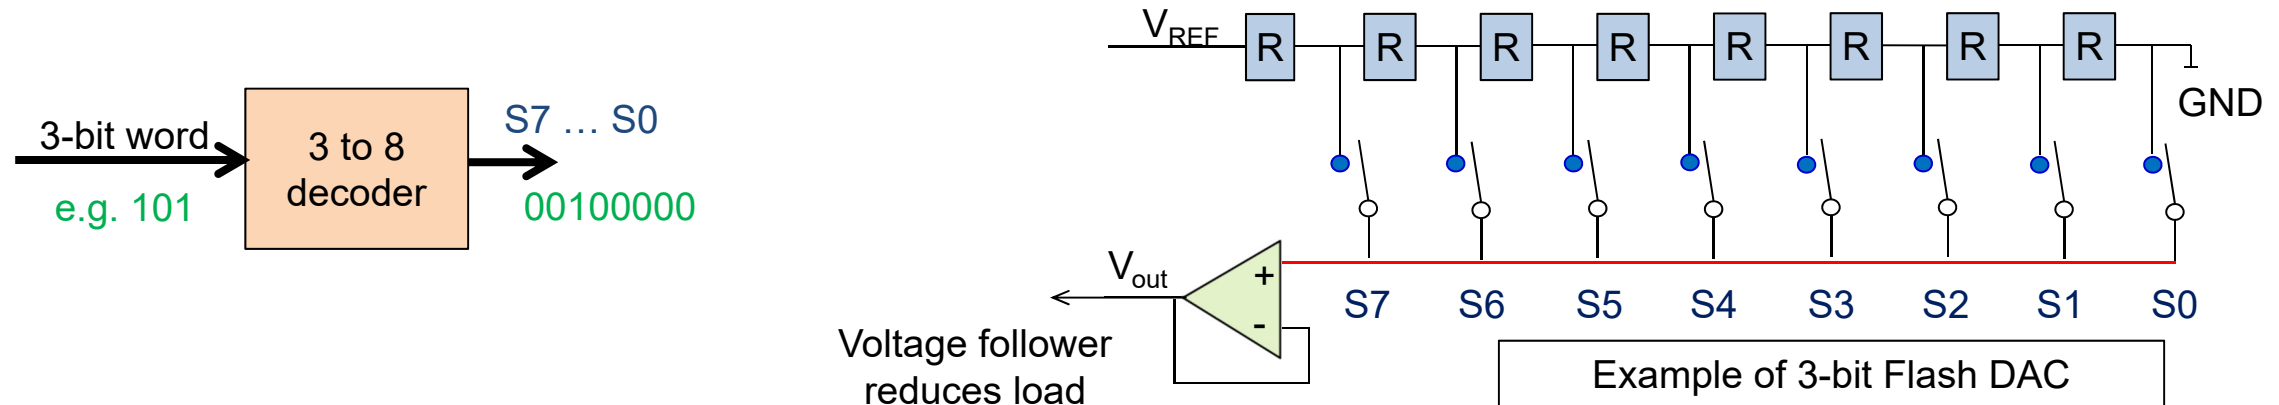 3-bit word
e.g. 101
3 to 8
decoder
S7 … S0
00100000
VREF
R R R R R R R R
GND
Vout
+
-
Voltage follower
reduces load
S7 S6 S5 S4 S3 S2 S1 S0
Example of 3-bit Flash DAC